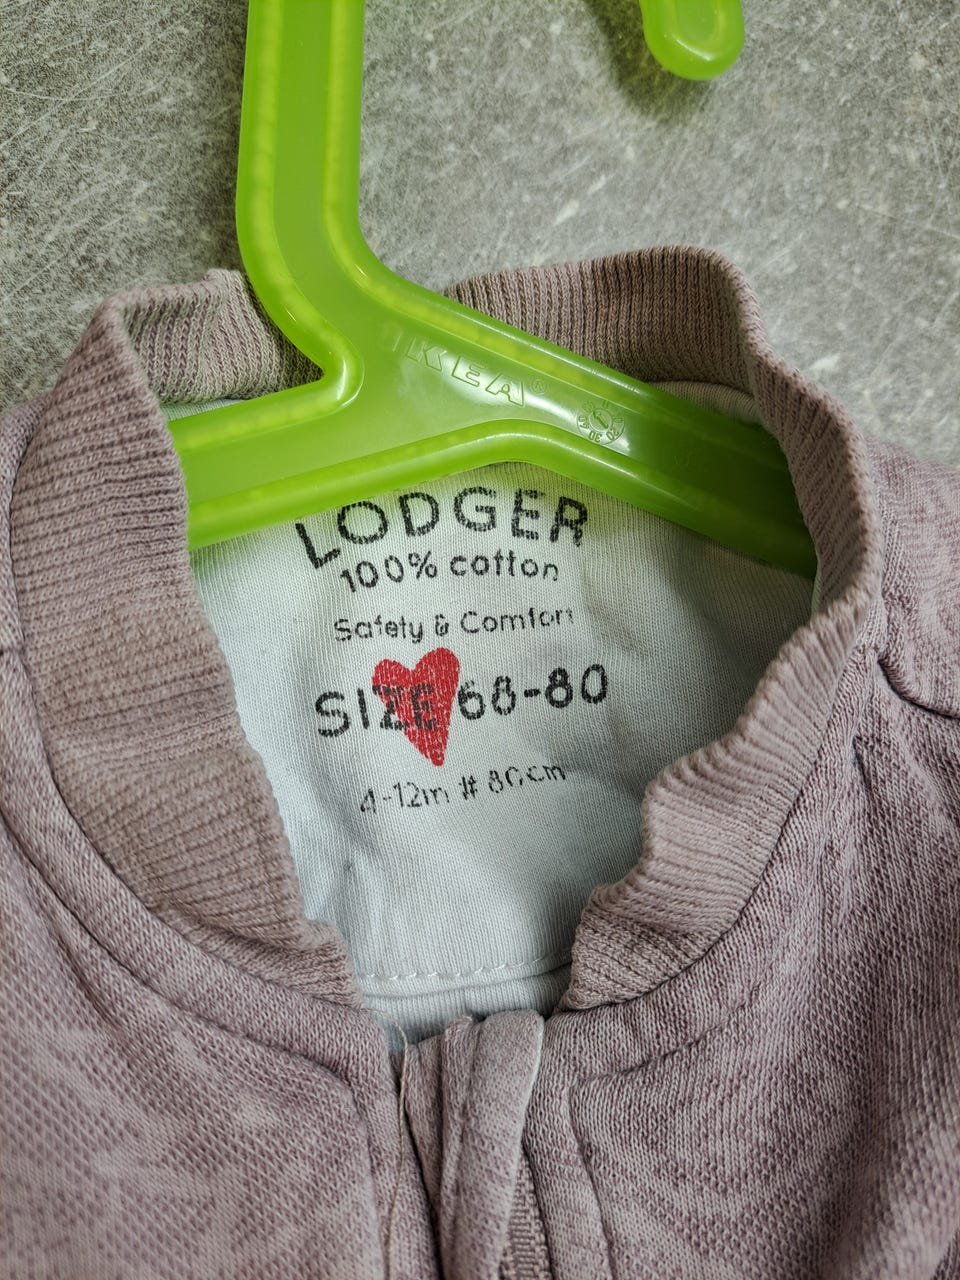 IKEA®
LODGER
100% cotton
Safety & Comfort
SIZE 68-80
4-12m # 80cm